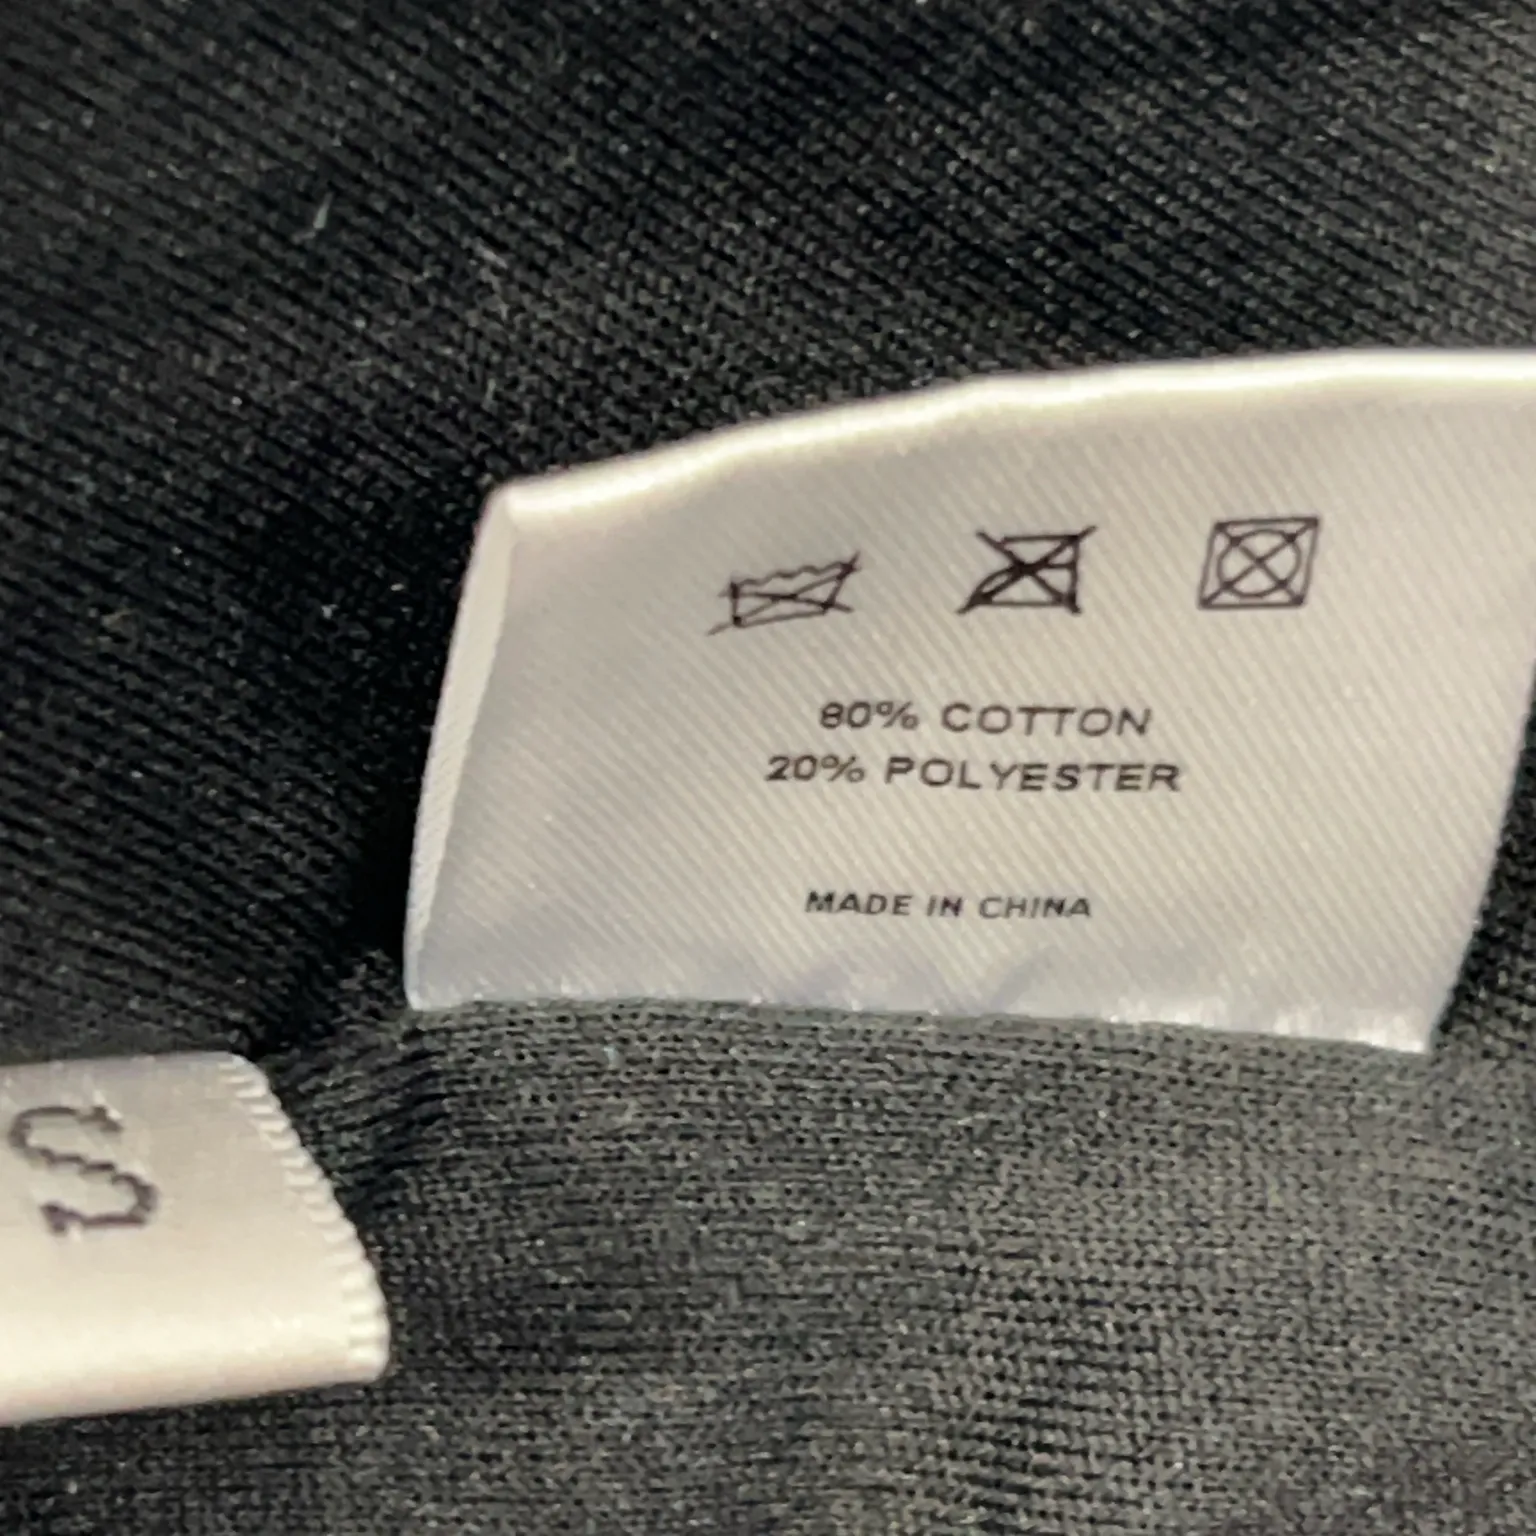 80% COTTON
20% POLYESTER
MADE IN CHINA
S